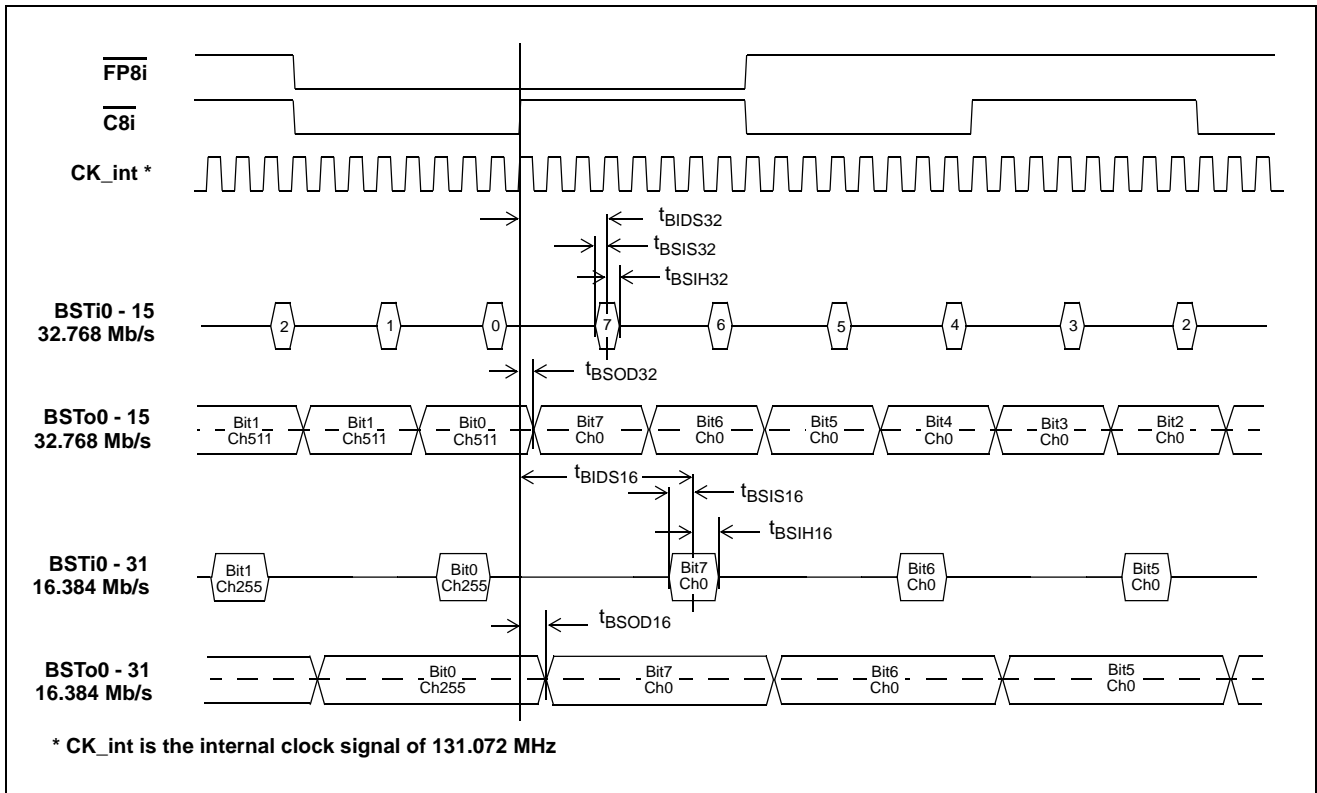 FP8i
C8i
CK_int *
tBIDS32
tBSIS32
tBSIH32
BSTi0 - 15
32.768 Mb/s
2 1 0 7 6 5 4 3 2
tBSOD32
BSTo0 - 15
32.768 Mb/s
Bit1 Bit1 Bit0 Bit7 Bit6 Bit5 Bit4 Bit3 Bit2
Ch511 Ch511 Ch511 Ch0 Ch0 Ch0 Ch0 Ch0 Ch0
tBIDS16
tBSIS16
tBSIH16
BSTi0 - 31
16.384 Mb/s
Bit1 Bit0 Bit7 Bit6 Bit5
Ch255 Ch255 Ch0 Ch0 Ch0
tBSOD16
BSTo0 - 31
16.384 Mb/s
Bit0 Bit7 Bit6 Bit5
Ch255 Ch0 Ch0 Ch0
* CK_int is the internal clock signal of 131.072 MHz